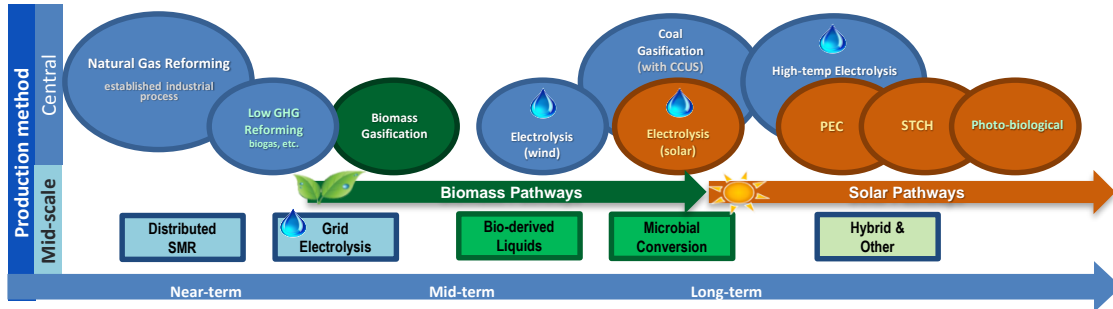 Production method
Central
Mid-scale
Natural Gas Reforming
established industrial
process
Low GHG
Reforming
biogas, etc.
Biomass
Gasification
Electrolysis
(wind)
Coal
Gasification
(with CCUS)
Electrolysis
(solar)
High-temp Electrolysis
PEC
STCH
Photo-biological
Biomass Pathways
Solar Pathways
Distributed
SMR
Grid
Electrolysis
Bio-derived
Liquids
Microbial
Conversion
Hybrid &
Other
Near-term
Mid-term
Long-term